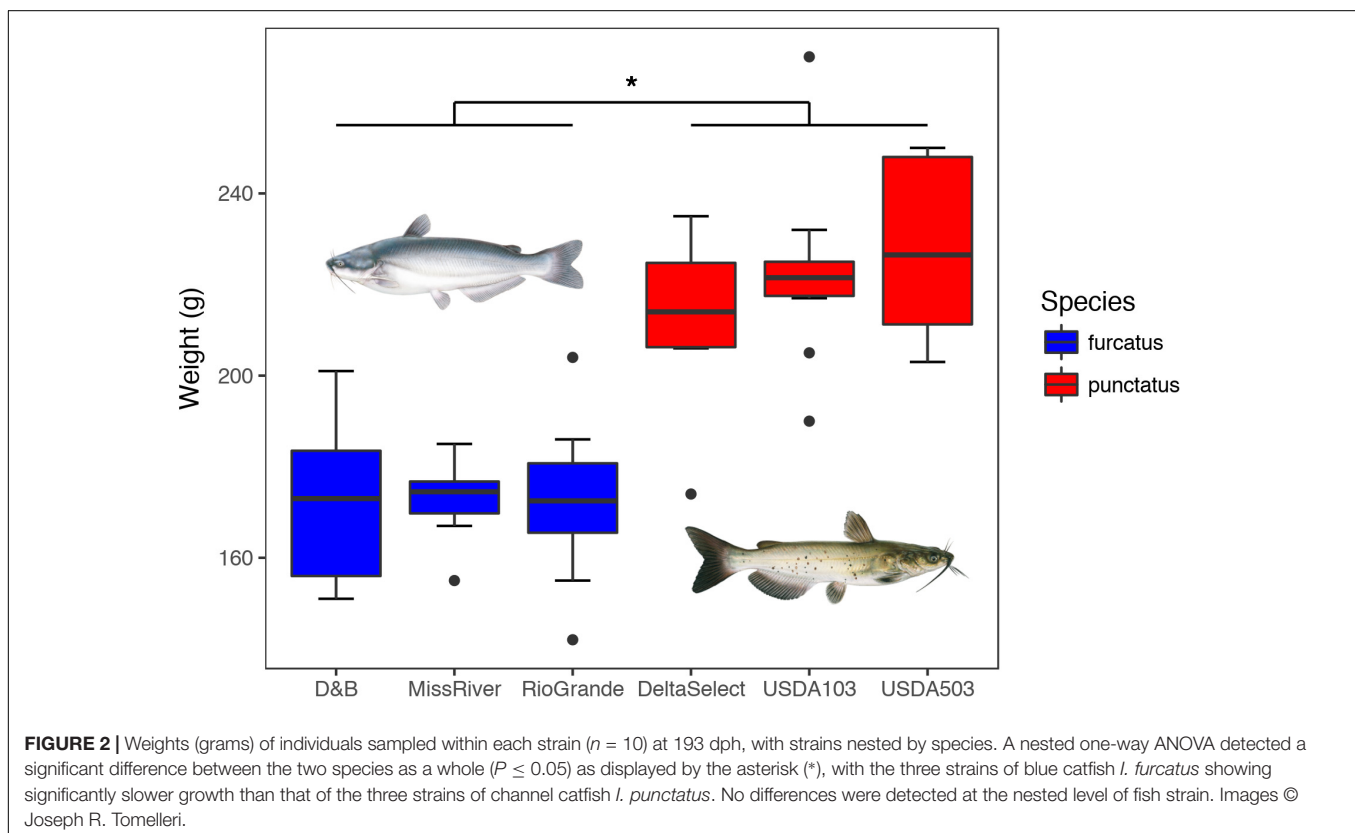 *
240
200
160
Weight (g)
D&B MissRiver RioGrande DeltaSelect USDA103 USDA503
Species
furcatus
punctatus
FIGURE 2 | Weights (grams) of individuals sampled within each strain (n = 10) at 193 dph, with strains nested by species. A nested one-way ANOVA detected a
significant difference between the two species as a whole (P ≤ 0.05) as displayed by the asterisk (*), with the three strains of blue catfish I. furcatus showing
significantly slower growth than that of the three strains of channel catfish I. punctatus. No differences were detected at the nested level of fish strain. Images ©
Joseph R. Tomelleri.